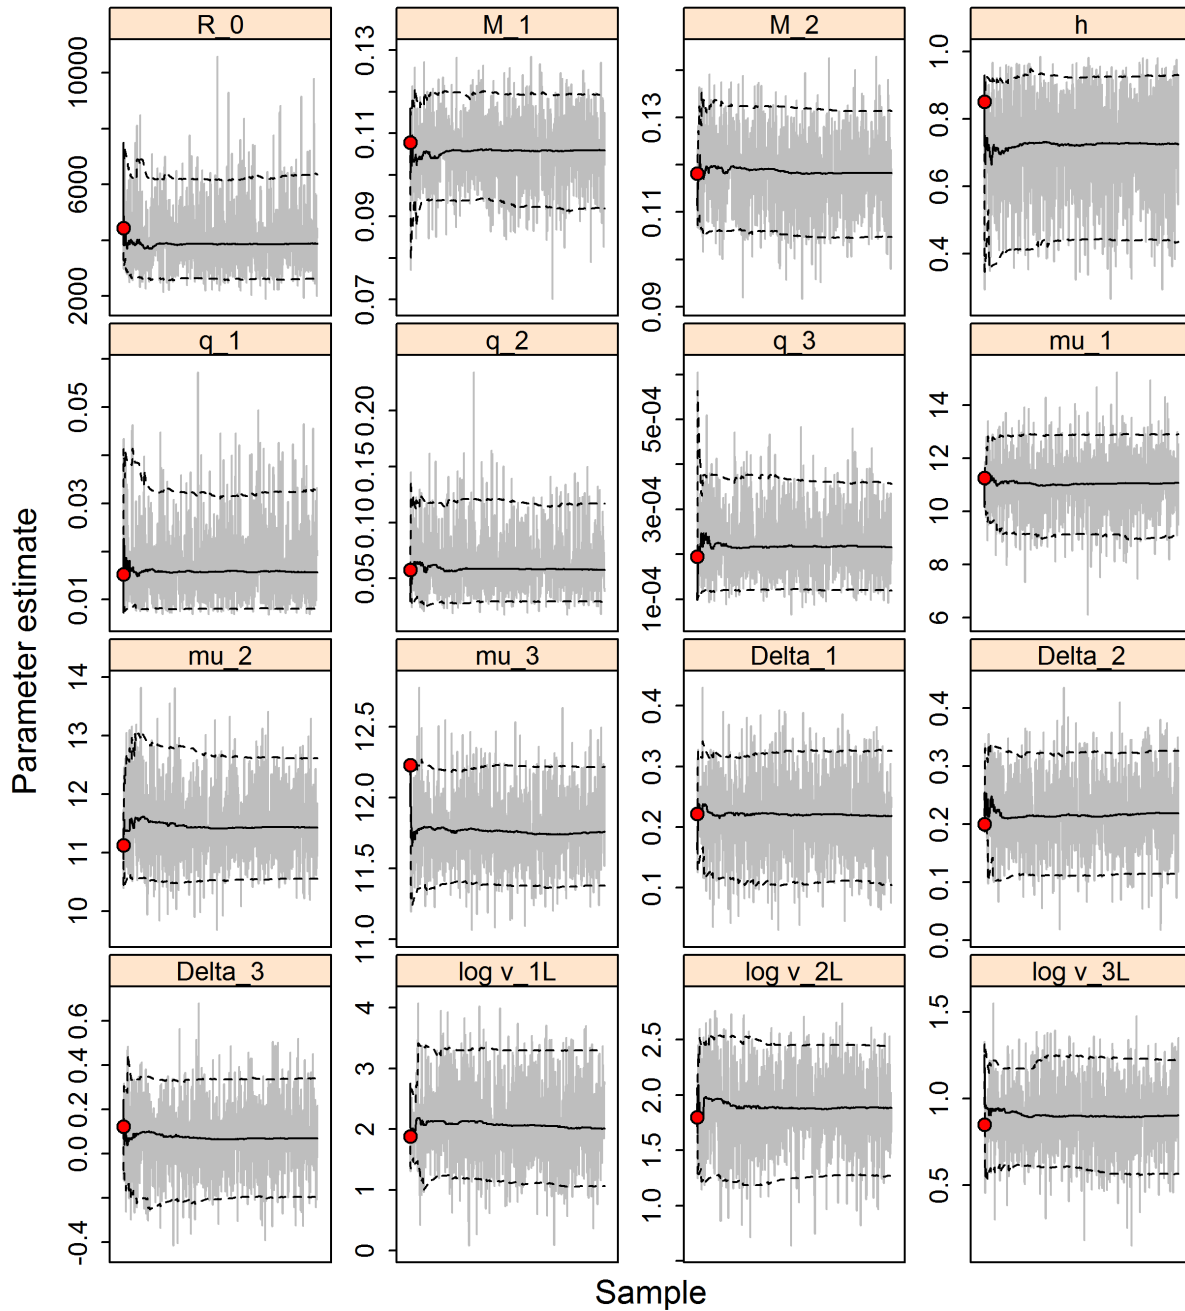 R_0
M_1
M_2
h
2000 6000 10000
0.07 0.09 0.11 0.13
0.09 0.11 0.13
0.4 0.6 0.8 1.0
q_1
q_2
q_3
mu_1
0.01 0.03 0.05
0.05 0.10 0.15 0.20
1e-04 3e-04 5e-04
6 8 10 12 14
mu_2
mu_3
Delta_1
Delta_2
10 11 12 13 14
11.0 11.5 12.0 12.5
0.1 0.2 0.3 0.4
0.0 0.2 0.3 0.4
Delta_3
log v_1L
log v_2L
log v_3L
-0.4 0.0 0.2 0.4 0.6
0 1 2 3 4
1.0 1.5 2.0 2.5
0.5 1.0 1.5
Parameter estimate
Sample